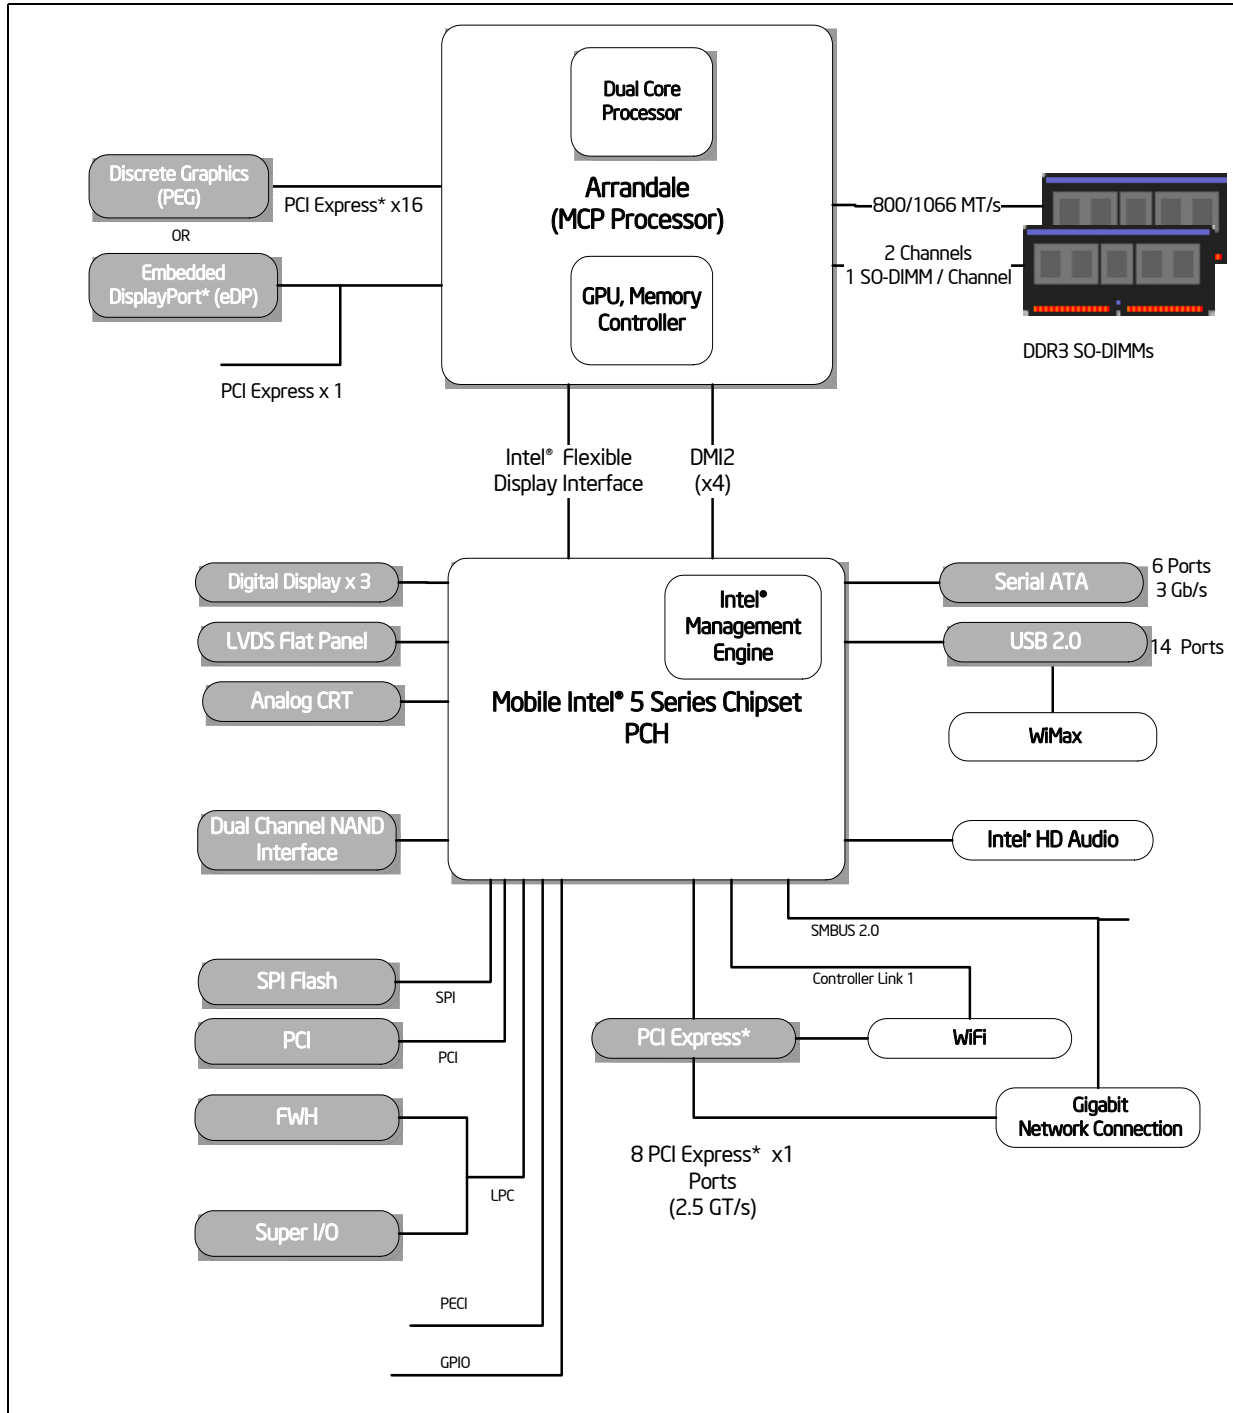 Dual Core
Processor
Arrandale
(MCP Processor)
GPU, Memory
Controller
Discrete Graphics
(PEG)
PCI Express* x16
OR
Embedded
DisplayPort* (eDP)
PCI Express x 1
800/1066 MT/s
2 Channels
1 SO-DIMM / Channel
DDR3 SO-DIMMs
Intel® Flexible
Display Interface
DMI2
(x4)
Digital Display x 3
LVDS Flat Panel
Analog CRT
Dual Channel NAND
Interface
Intel®
Management
Engine
Mobile Intel® 5 Series Chipset
PCH
Serial ATA
6 Ports
3 Gb/s
USB 2.0
14 Ports
WiMax
Intel® HD Audio
SMBUS 2.0
Controller Link 1
SPI Flash
SPI
PCI
PCI
FWH
LPC
Super I/O
PECI
GPIO
PCI Express*
WiFi
Gigabit
Network Connection
8 PCI Express* x1
Ports
(2.5 GT/s)